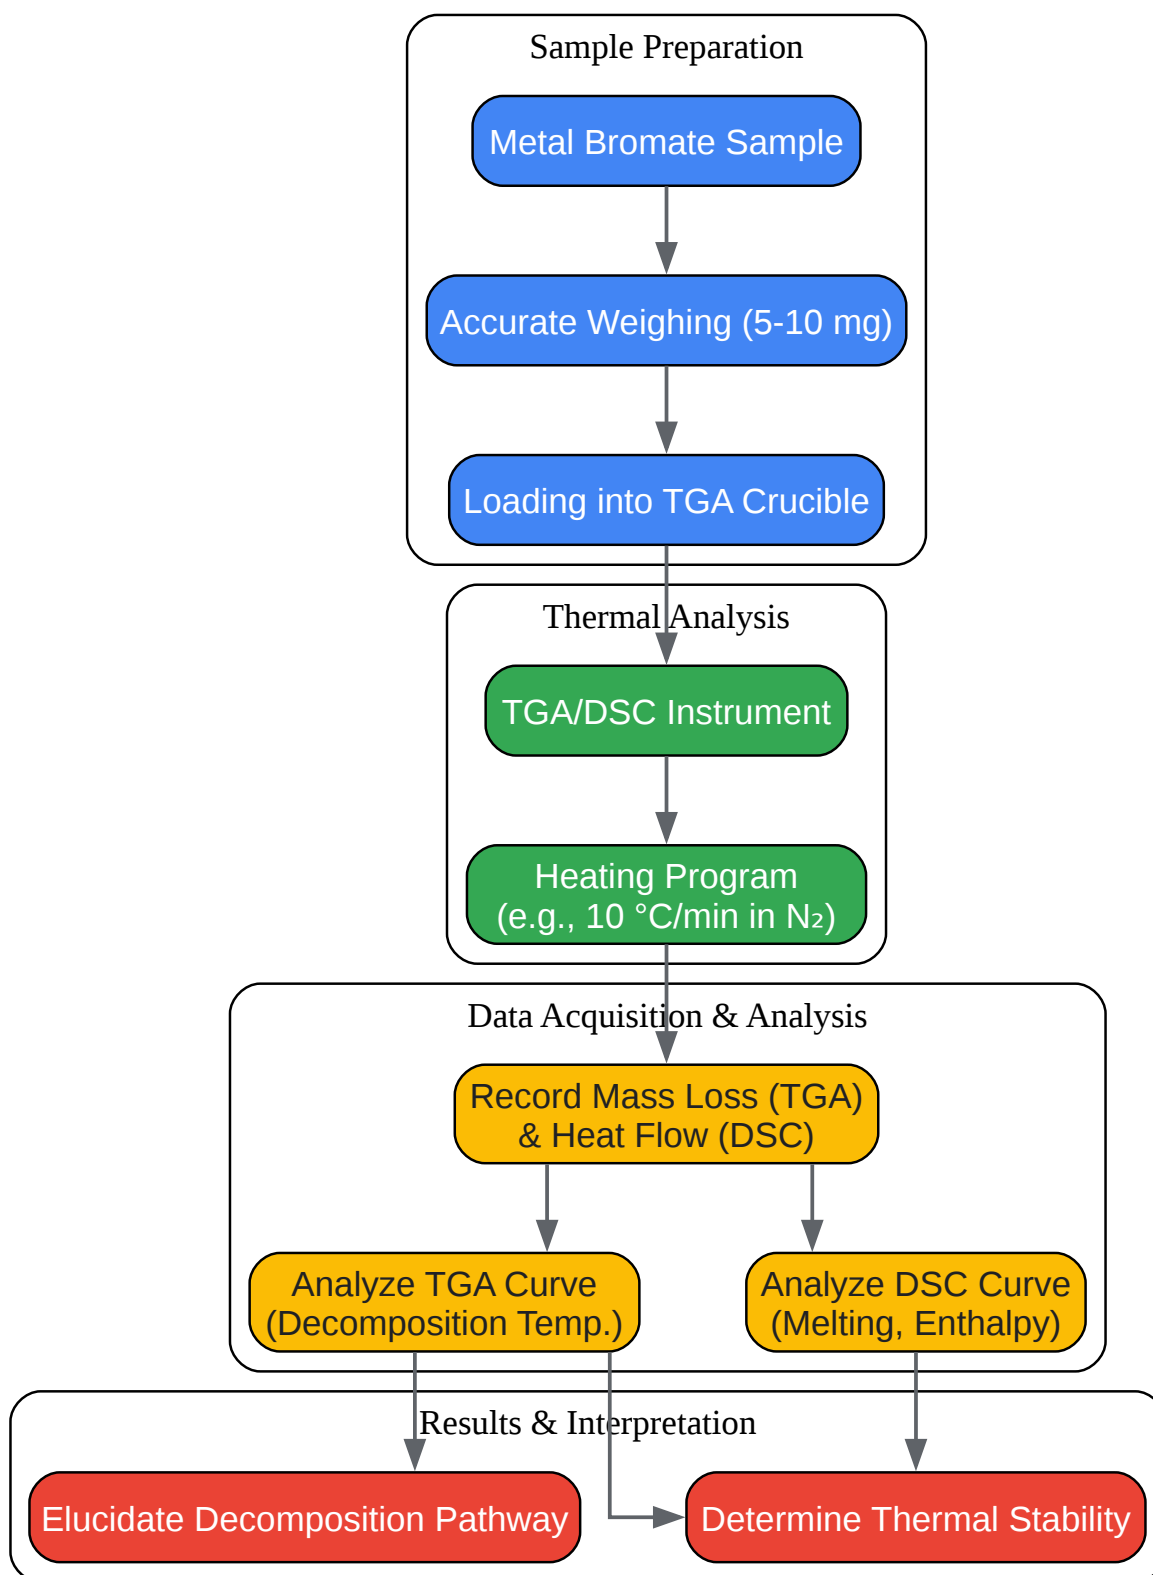 Sample Preparation
Metal Bromate Sample
Accurate Weighing (5-10 mg)
Loading into TGA Crucible
Thermal Analysis
TGA/DSC Instrument
Heating Program
(e.g., 10 °C/min in N₂)
Data Acquisition & Analysis
Record Mass Loss (TGA)
& Heat Flow (DSC)
Analyze TGA Curve
(Decomposition Temp.)
Analyze DSC Curve
(Melting, Enthalpy)
Results & Interpretation
Elucidate Decomposition Pathway
Determine Thermal Stability